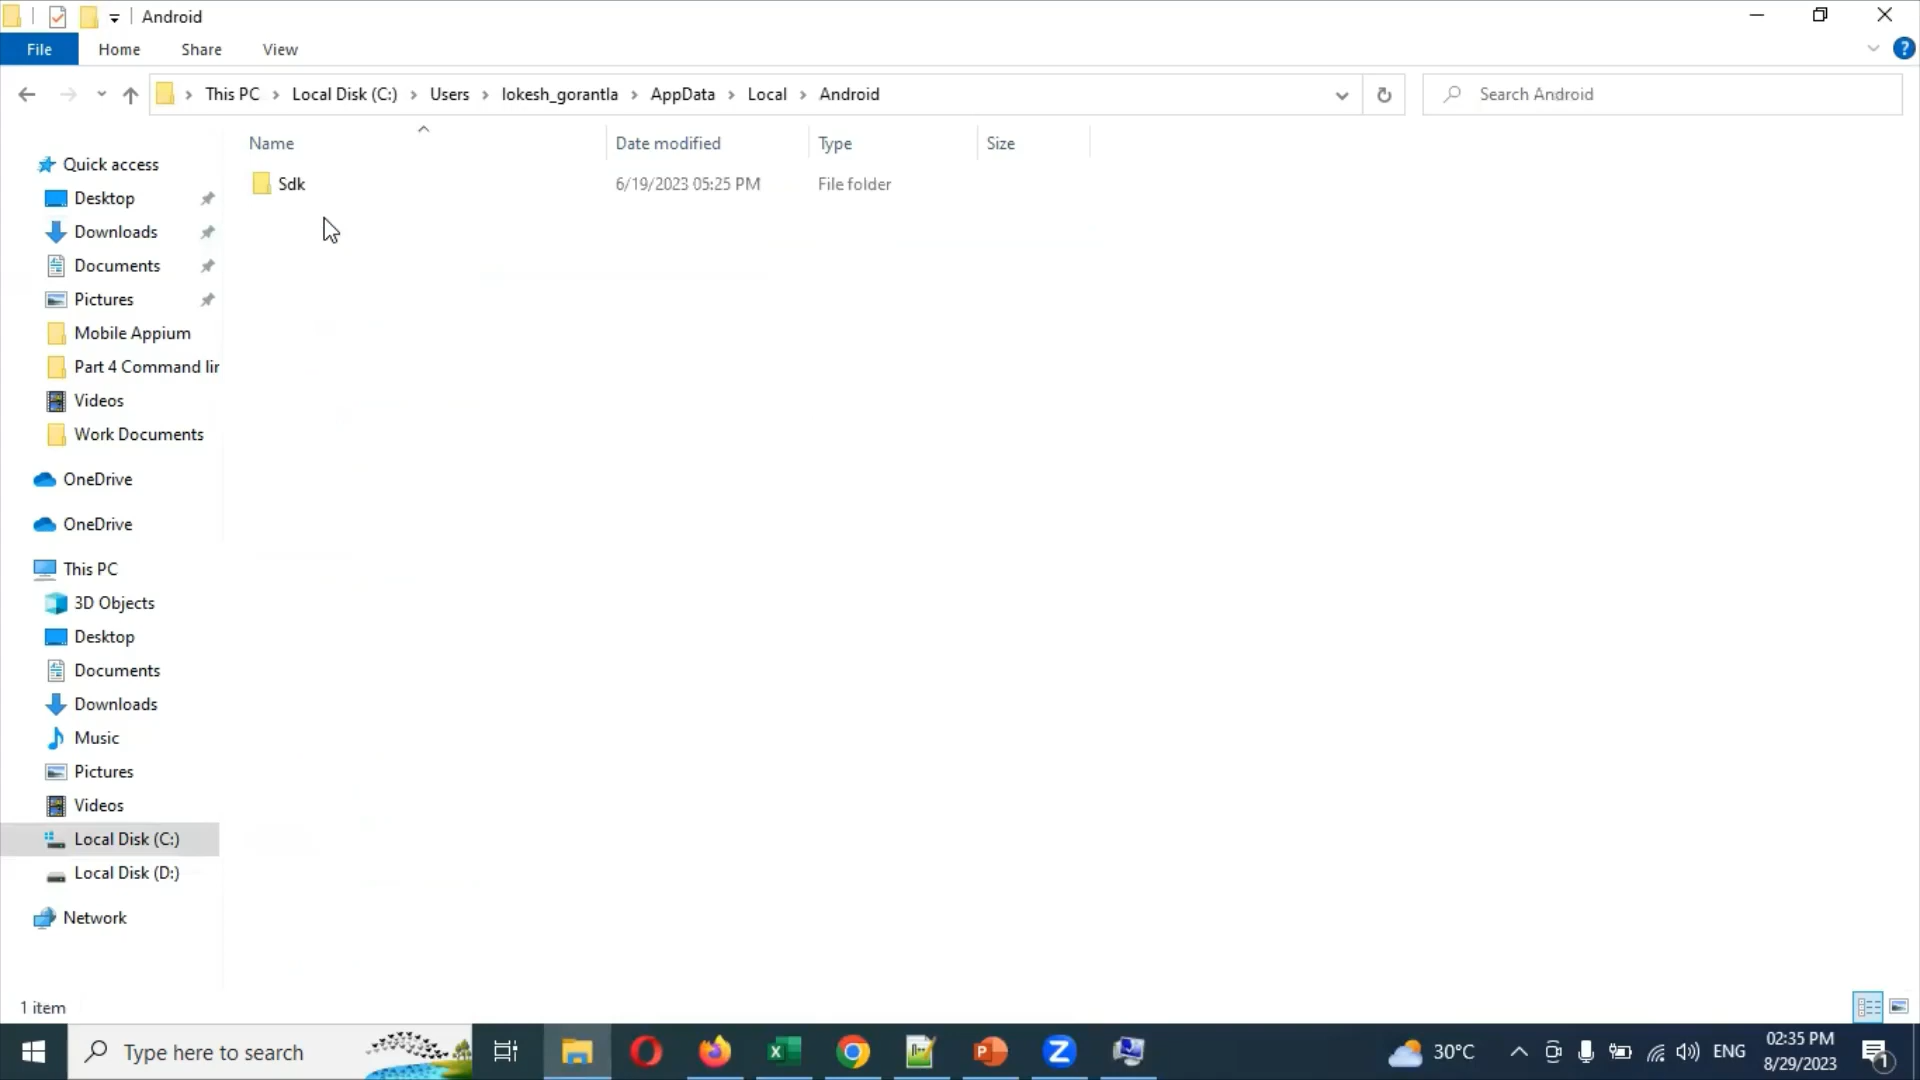 Android
File Home Share View
This PC Local Disk (C:) Users lokesh_gorantla AppData Local Android
Search Android
Name Date modified Type Size
Sdk 6/19/2023 05:25 PM File folder
Quick access
Desktop
Downloads
Documents
Pictures
Mobile Appium
Part 4 Command lir
Videos
Work Documents
OneDrive
OneDrive
This PC
3D Objects
Desktop
Documents
Downloads
Music
Pictures
Videos
Local Disk (C:)
Local Disk (D:)
Network
1 item
Type here to search
30°C
ENG
02:35 PM
8/29/2023
1